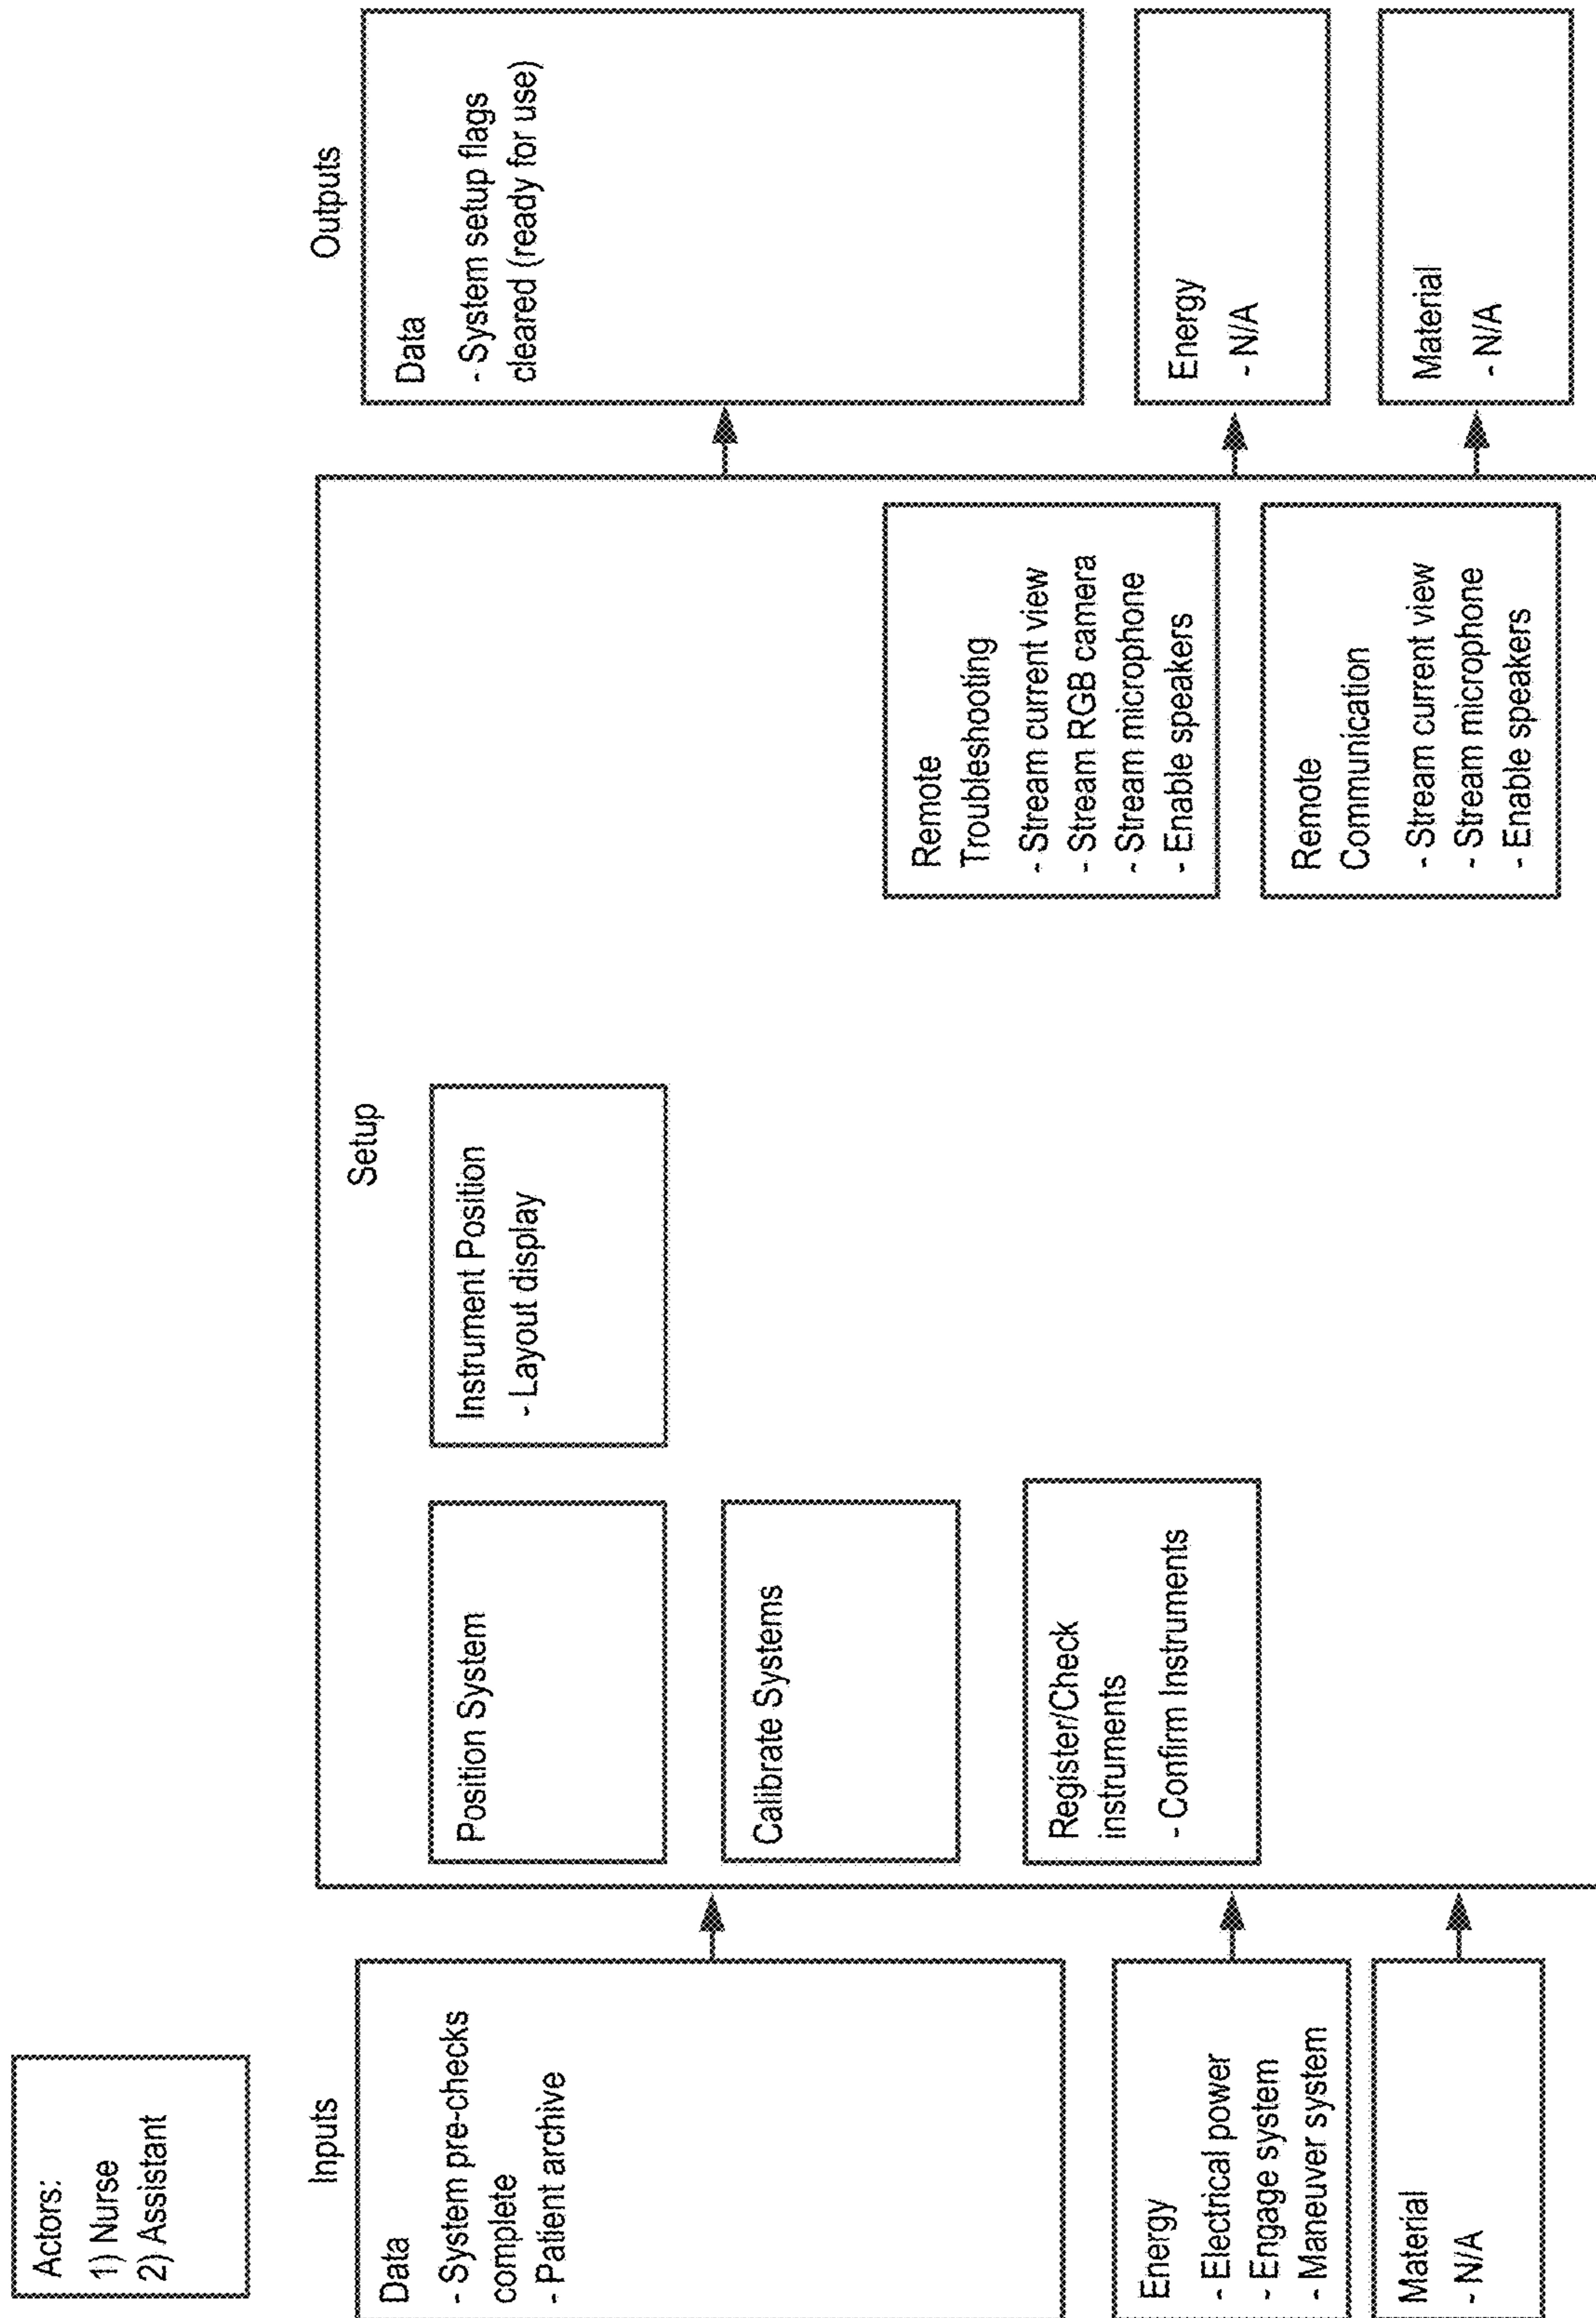 Actors:
1) Nurse
2) Assistant
Inputs
Data
- System pre-checks
complete
- Patient archive
Energy
- Electrical power
- Engage system
- Maneuver system
Material
- N/A
Setup
Position System
Calibrate Systems
Register/Check
instruments
- Confirm Instruments
Instrument Position
- Layout display
Remote
Troubleshooting
- Stream current view
- Stream RGB camera
- Stream microphone
- Enable speakers
Remote
Communication
- Stream current view
- Stream microphone
- Enable speakers
Outputs
Data
- System setup flags
cleared (ready for use)
Energy
- N/A
Material
- N/A